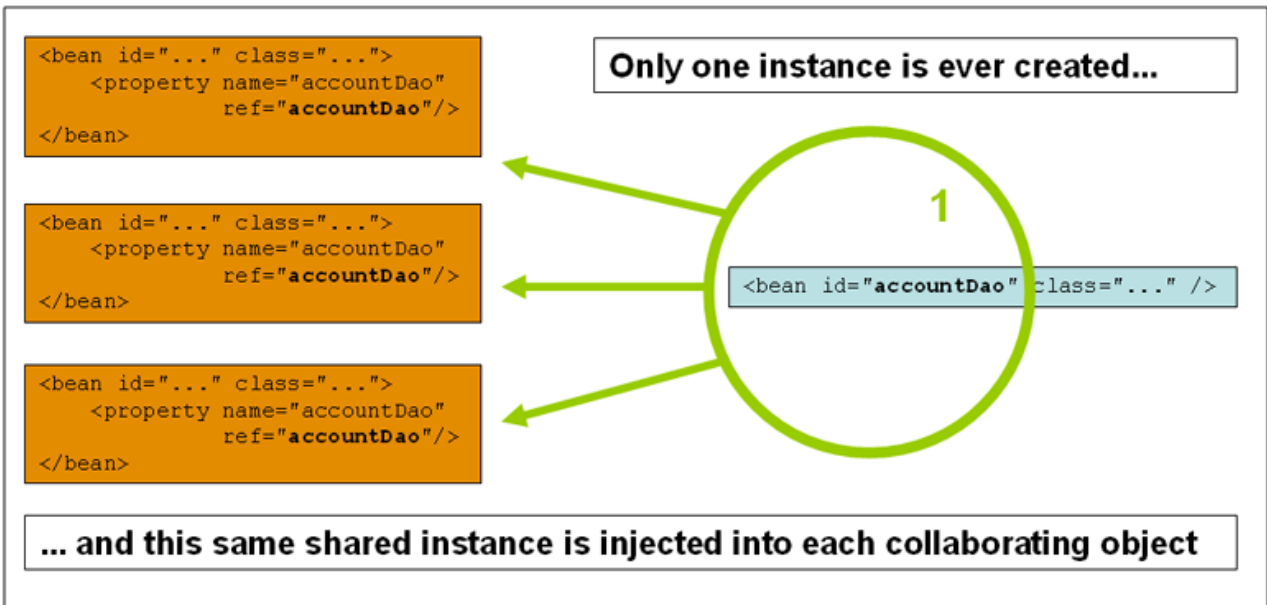 <bean id="..." class="...">
    <property name="accountDao"
              ref="accountDao"/>
</bean>
Only one instance is ever created...
<bean id="..." class="...">
    <property name="accountDao"
              ref="accountDao"/>
</bean>
1
<bean id="accountDao" class="..." />
<bean id="..." class="...">
    <property name="accountDao"
              ref="accountDao"/>
</bean>
... and this same shared instance is injected into each collaborating object